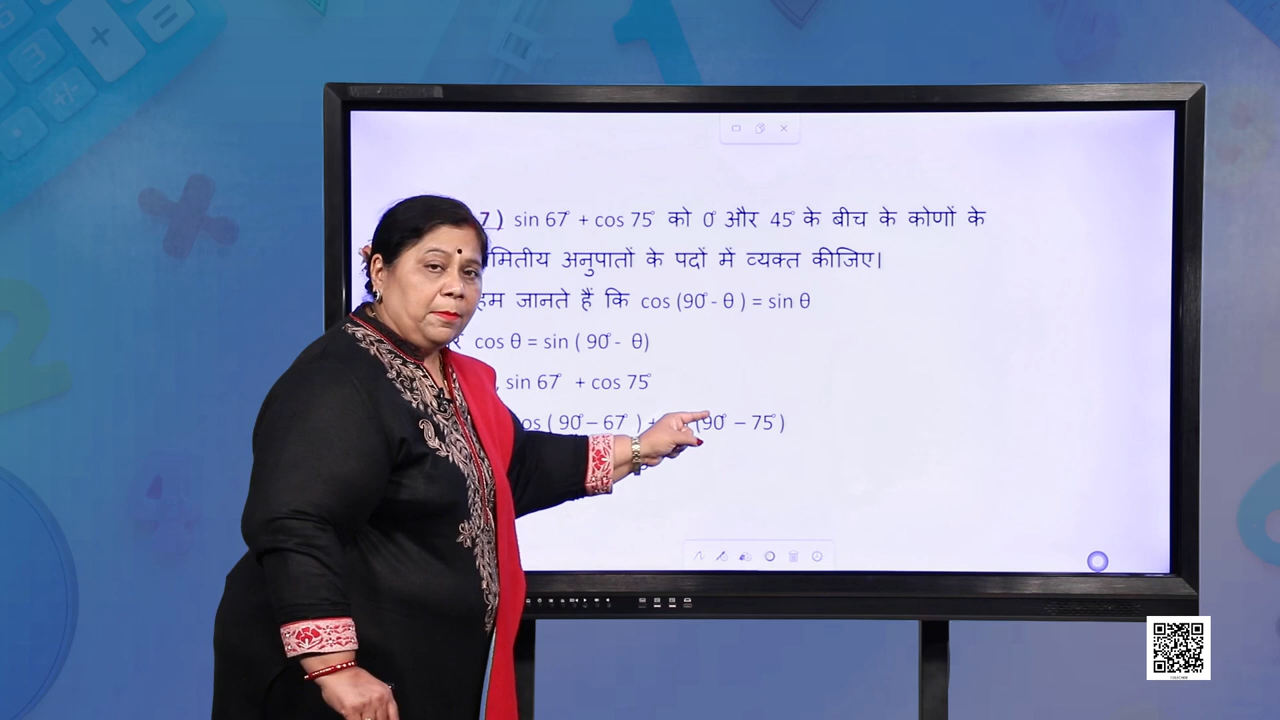 7 ) sin 67° + cos 75° को 0° और 45° के बीच के कोणों के
अनुपातों के पदों में व्यक्त कीजिए।
हम जानते हैं कि cos (90° - θ ) = sin θ
cos θ = sin ( 90° - θ)
, sin 67° + cos 75°
( 90° – 67° ) + (90° – 75° )